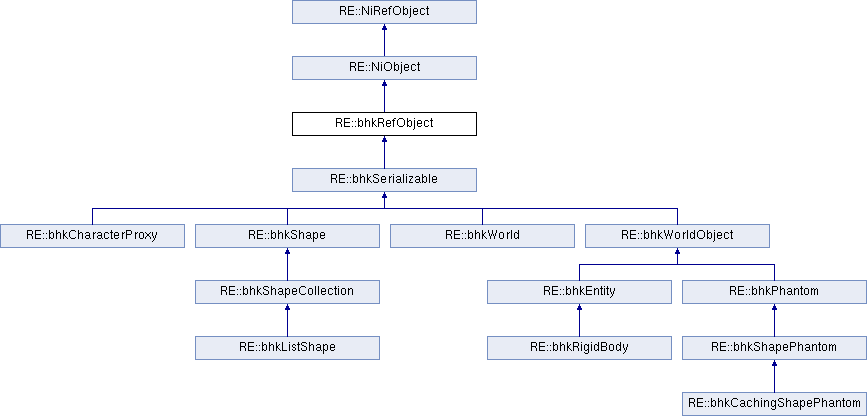 RE::NiRefObject
RE::NiObject
RE::bhkRefObject
RE::bhkSerializable
RE::bhkCharacterProxy
RE::bhkShape
RE::bhkWorld
RE::bhkWorldObject
RE::bhkShapeCollection
RE::bhkEntity
RE::bhkPhantom
RE::bhkListShape
RE::bhkRigidBody
RE::bhkShapePhantom
RE::bhkCachingShapePhantom